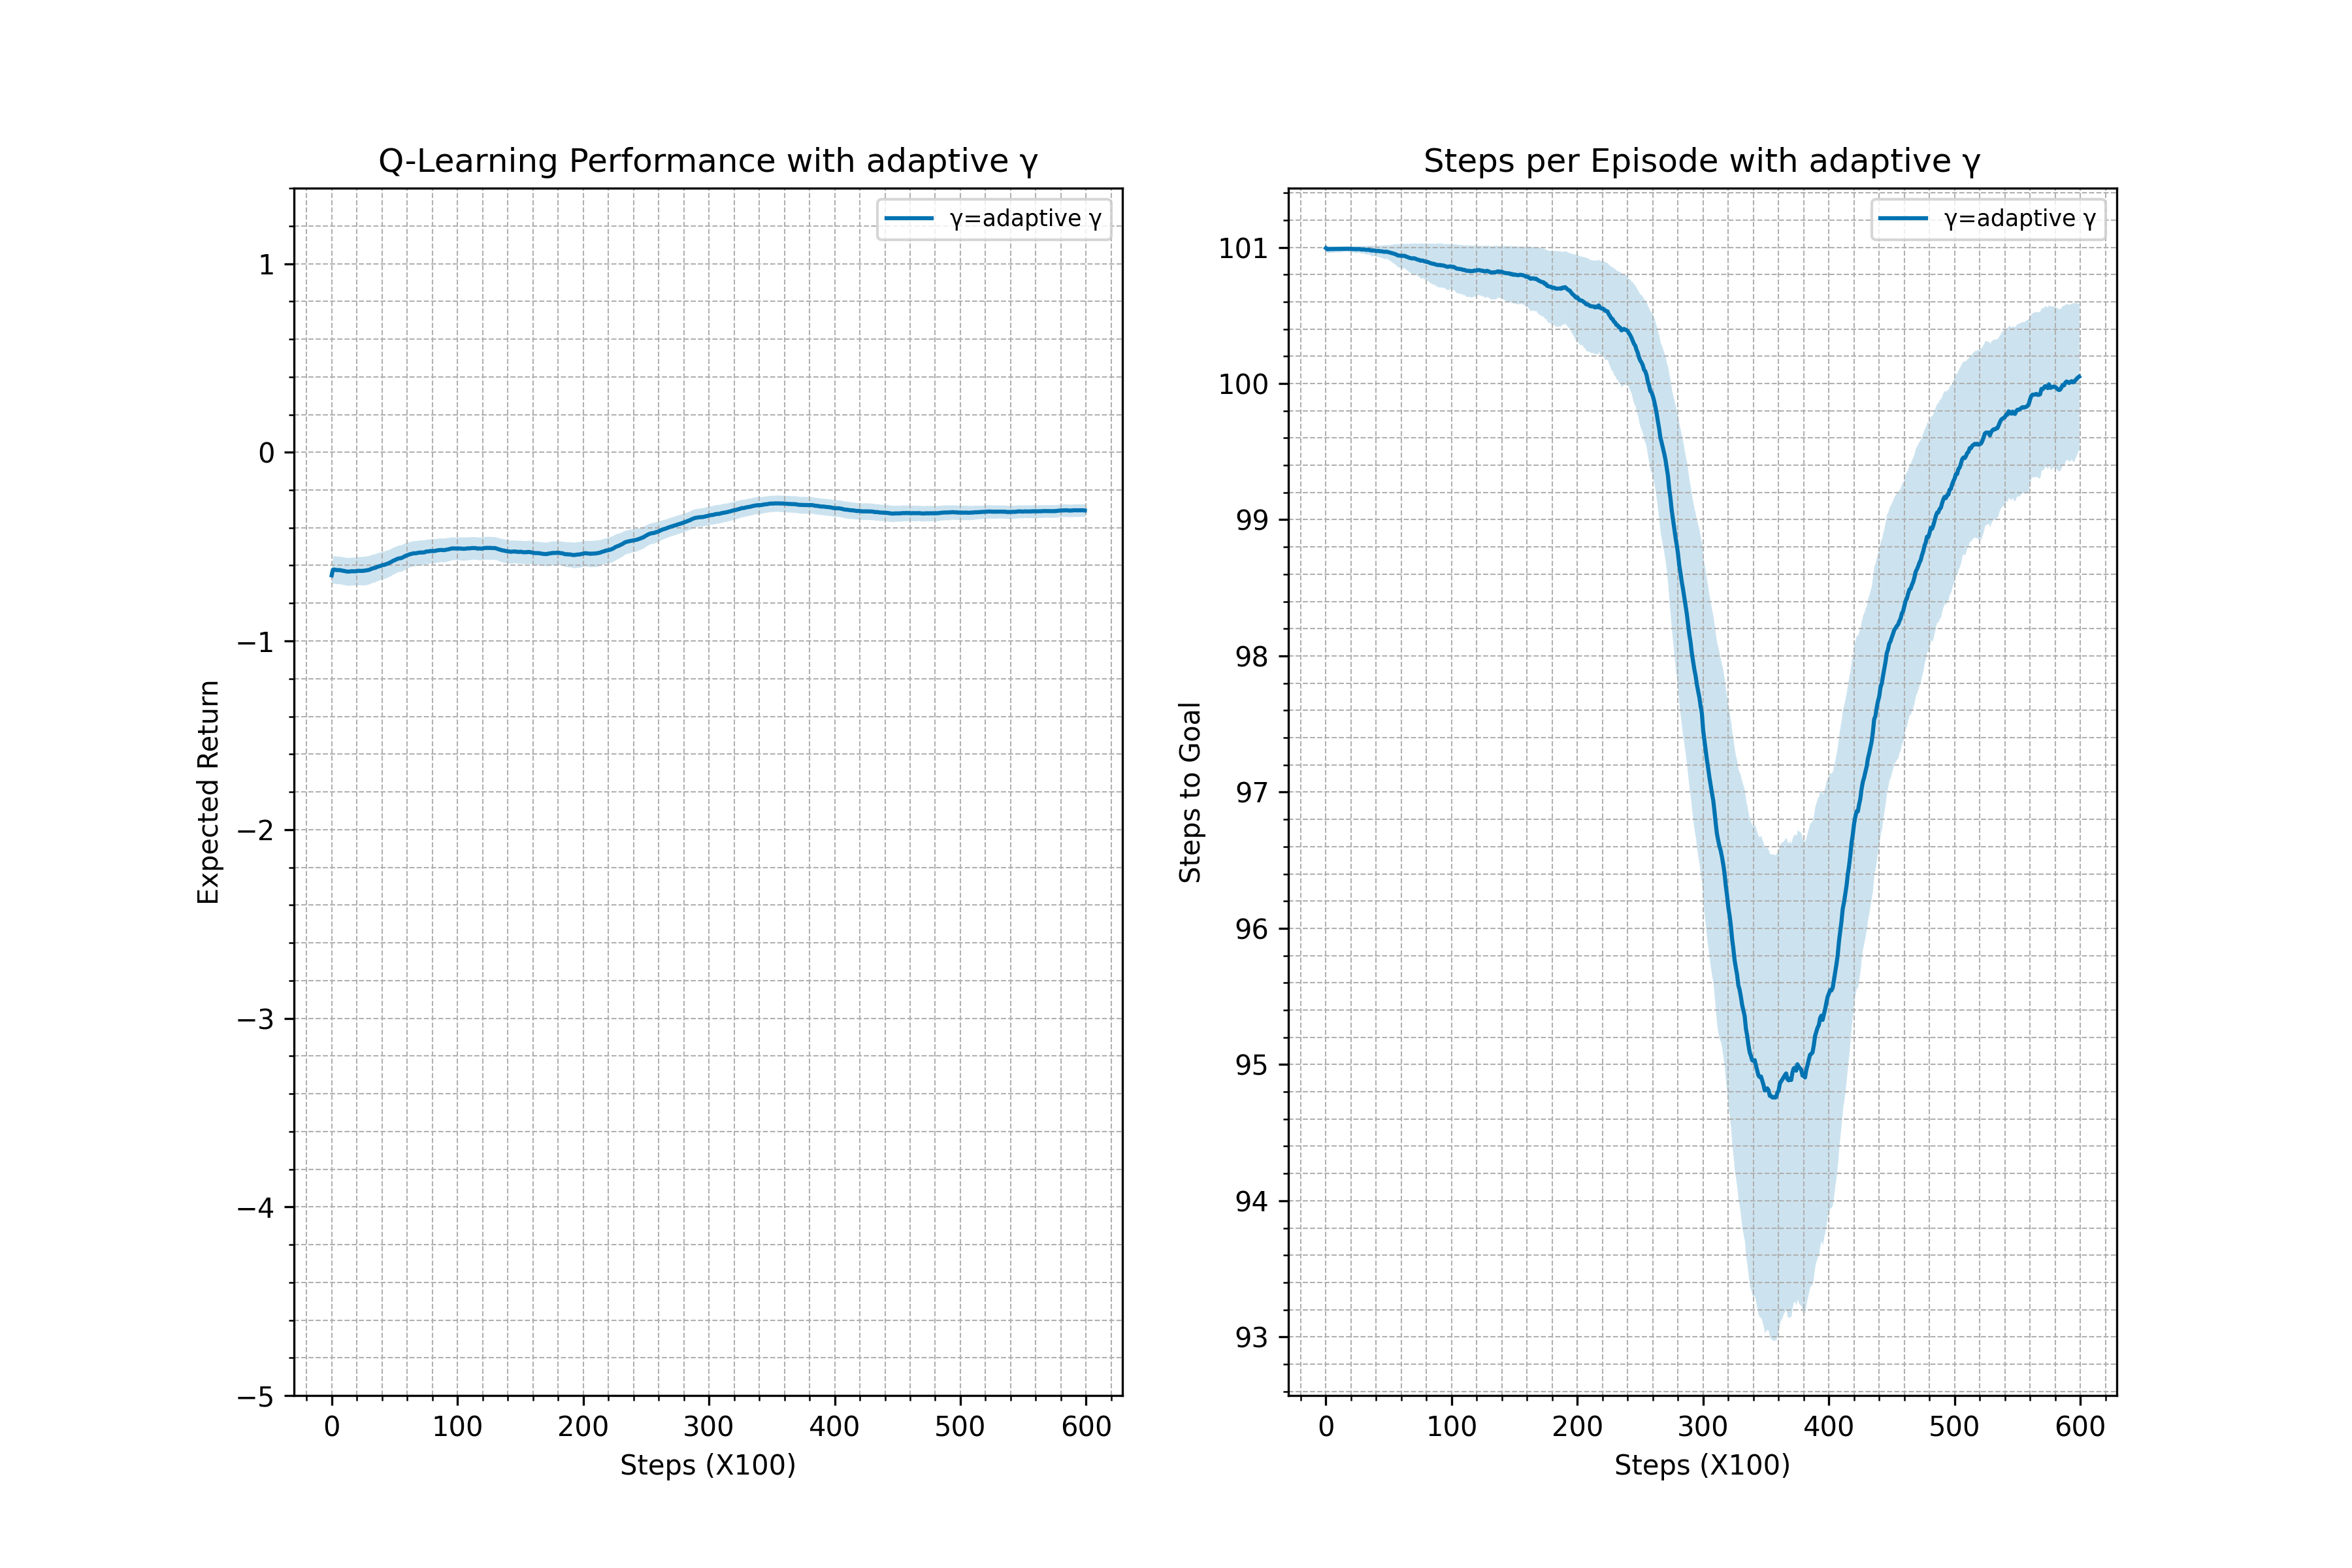 Q-Learning Performance with adaptive γ
γ=adaptive γ
1
0
−1
−2
−3
−4
−5
Expected Return
0 100 200 300 400 500 600
Steps (X100)
Steps per Episode with adaptive γ
γ=adaptive γ
101
100
99
98
97
96
95
94
93
Steps to Goal
0 100 200 300 400 500 600
Steps (X100)